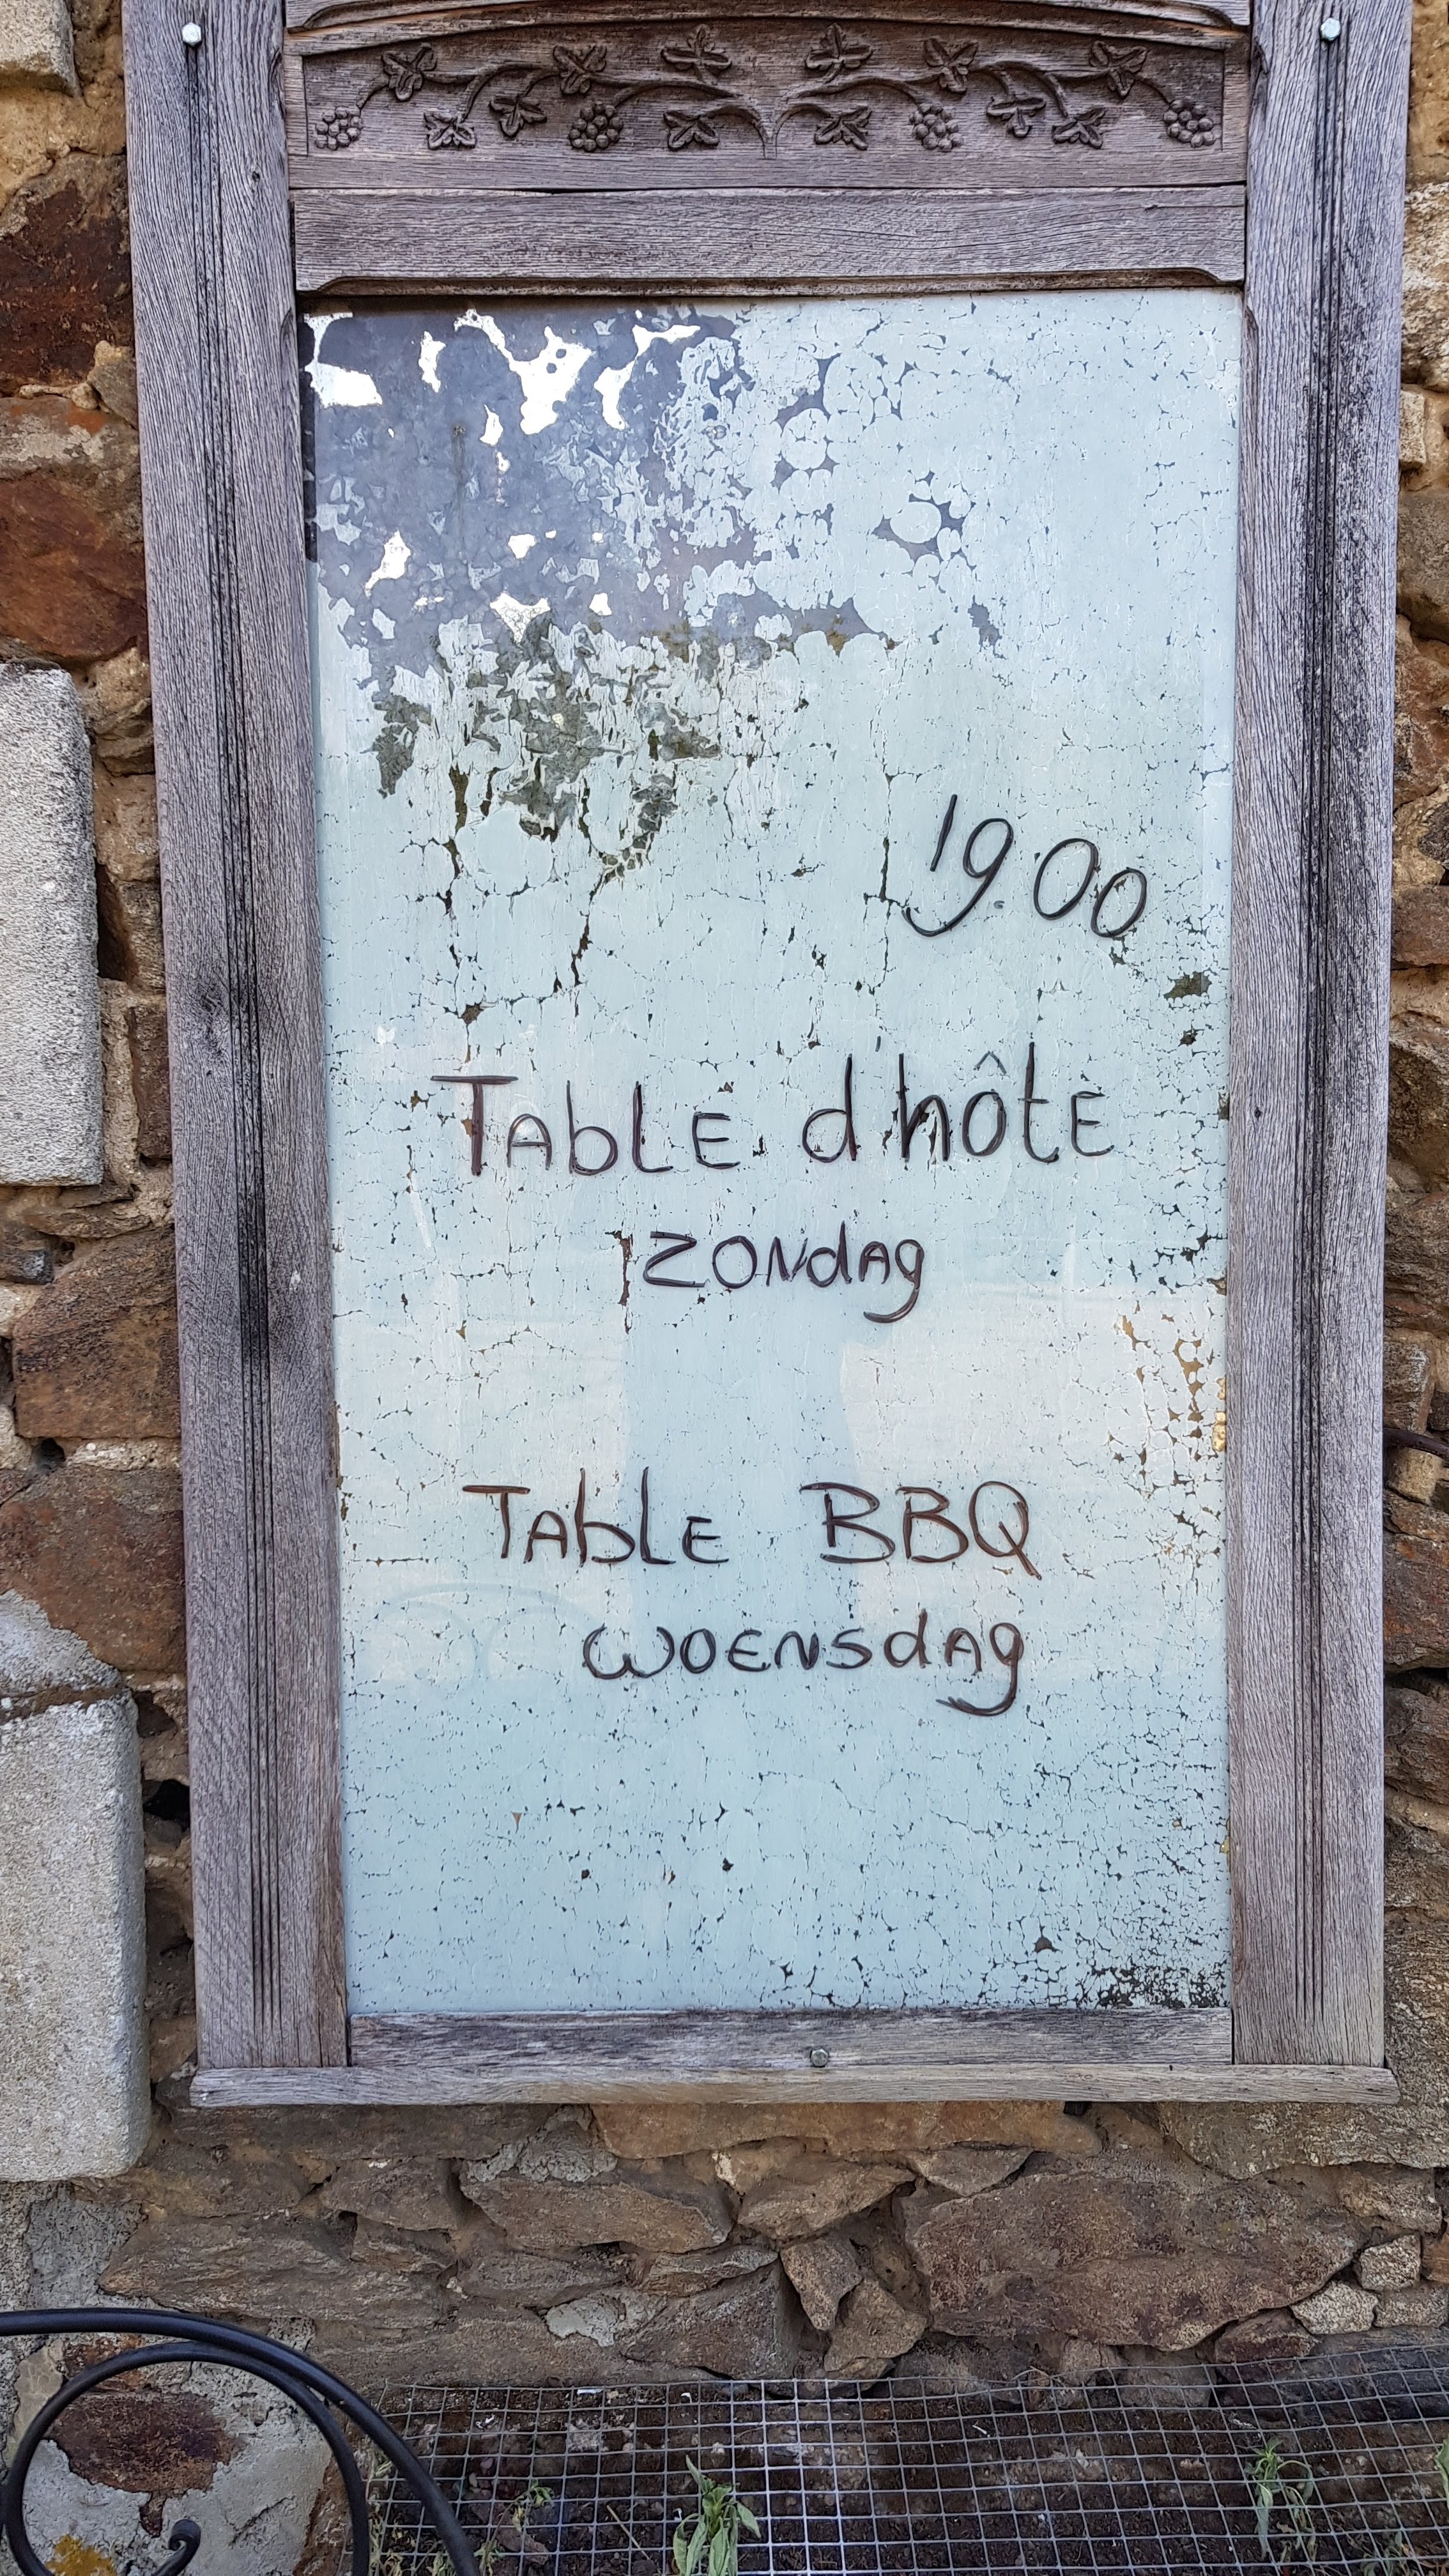 19.00
Table d'hôte
zondag
Table BBQ
woensdag